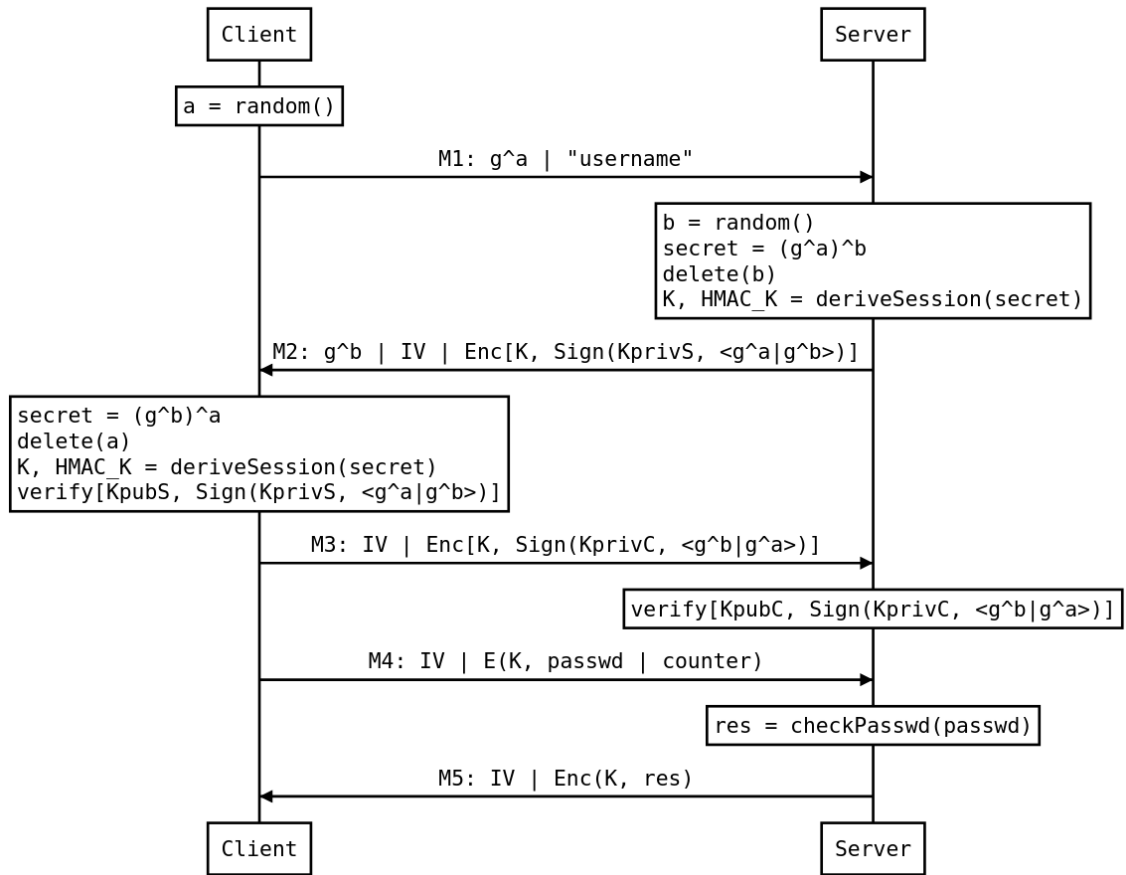 Client
Server
a = random()
M1: g^a | "username"
b = random()
secret = (g^a)^b
delete(b)
K, HMAC_K = deriveSession(secret)
M2: g^b | IV | Enc[K, Sign(KprivS, <g^a|g^b>)]
secret = (g^b)^a
delete(a)
K, HMAC_K = deriveSession(secret)
verify[KpubS, Sign(KprivS, <g^a|g^b>)]
M3: IV | Enc[K, Sign(KprivC, <g^b|g^a>)]
verify[KpubC, Sign(KprivC, <g^b|g^a>)]
M4: IV | E(K, passwd | counter)
res = checkPasswd(passwd)
M5: IV | Enc(K, res)
Client
Server